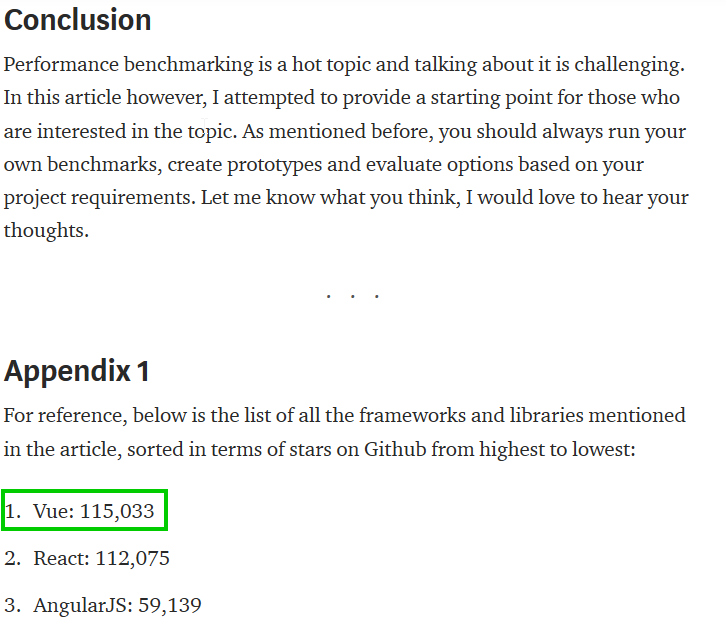 Conclusion
Performance benchmarking is a hot topic and talking about it is challenging.
In this article however, I attempted to provide a starting point for those who
are interested in the topic. As mentioned before, you should always run your
own benchmarks, create prototypes and evaluate options based on your
project requirements. Let me know what you think, I would love to hear your
thoughts.
. . .
Appendix 1
For reference, below is the list of all the frameworks and libraries mentioned
in the article, sorted in terms of stars on Github from highest to lowest:
1. Vue: 115,033
2. React: 112,075
3. AngularJS: 59,139